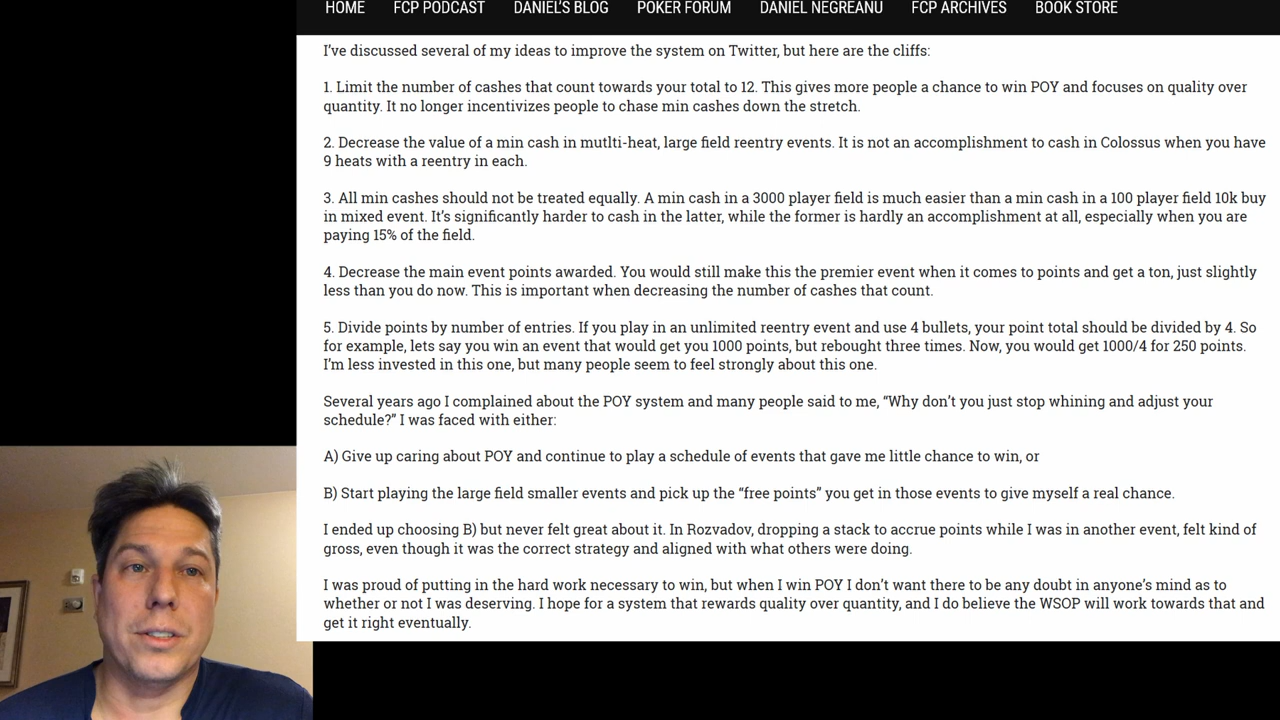 HOME FCP PODCAST DANIEL'S BLOG POKER FORUM DANIEL NEGREANU FCP ARCHIVES BOOK STORE
I've discussed several of my ideas to improve the system on Twitter, but here are the cliffs:
1. Limit the number of cashes that count towards your total to 12. This gives more people a chance to win POY and focuses on quality over
quantity. It no longer incentivizes people to chase min cashes down the stretch.
2. Decrease the value of a min cash in mutlti-heat, large field reentry events. It is not an accomplishment to cash in Colossus when you have
9 heats with a reentry in each.
3. All min cashes should not be treated equally. A min cash in a 3000 player field is much easier than a min cash in a 100 player field 10k buy
in mixed event. It's significantly harder to cash in the latter, while the former is hardly an accomplishment at all, especially when you are
paying 15% of the field.
4. Decrease the main event points awarded. You would still make this the premier event when it comes to points and get a ton, just slightly
less than you do now. This is important when decreasing the number of cashes that count.
5. Divide points by number of entries. If you play in an unlimited reentry event and use 4 bullets, your point total should be divided by 4. So
for example, lets say you win an event that would get you 1000 points, but rebought three times. Now, you would get 1000/4 for 250 points.
I'm less invested in this one, but many people seem to feel strongly about this one.
Several years ago I complained about the POY system and many people said to me, "Why don't you just stop whining and adjust your
schedule?" I was faced with either:
A) Give up caring about POY and continue to play a schedule of events that gave me little chance to win, or
B) Start playing the large field smaller events and pick up the "free points" you get in those events to give myself a real chance.
I ended up choosing B) but never felt great about it. In Rozvadov, dropping a stack to accrue points while I was in another event, felt kind of
gross, even though it was the correct strategy and aligned with what others were doing.
I was proud of putting in the hard work necessary to win, but when I win POY I don't want there to be any doubt in anyone's mind as to
whether or not I was deserving. I hope for a system that rewards quality over quantity, and I do believe the WSOP will work towards that and
get it right eventually.